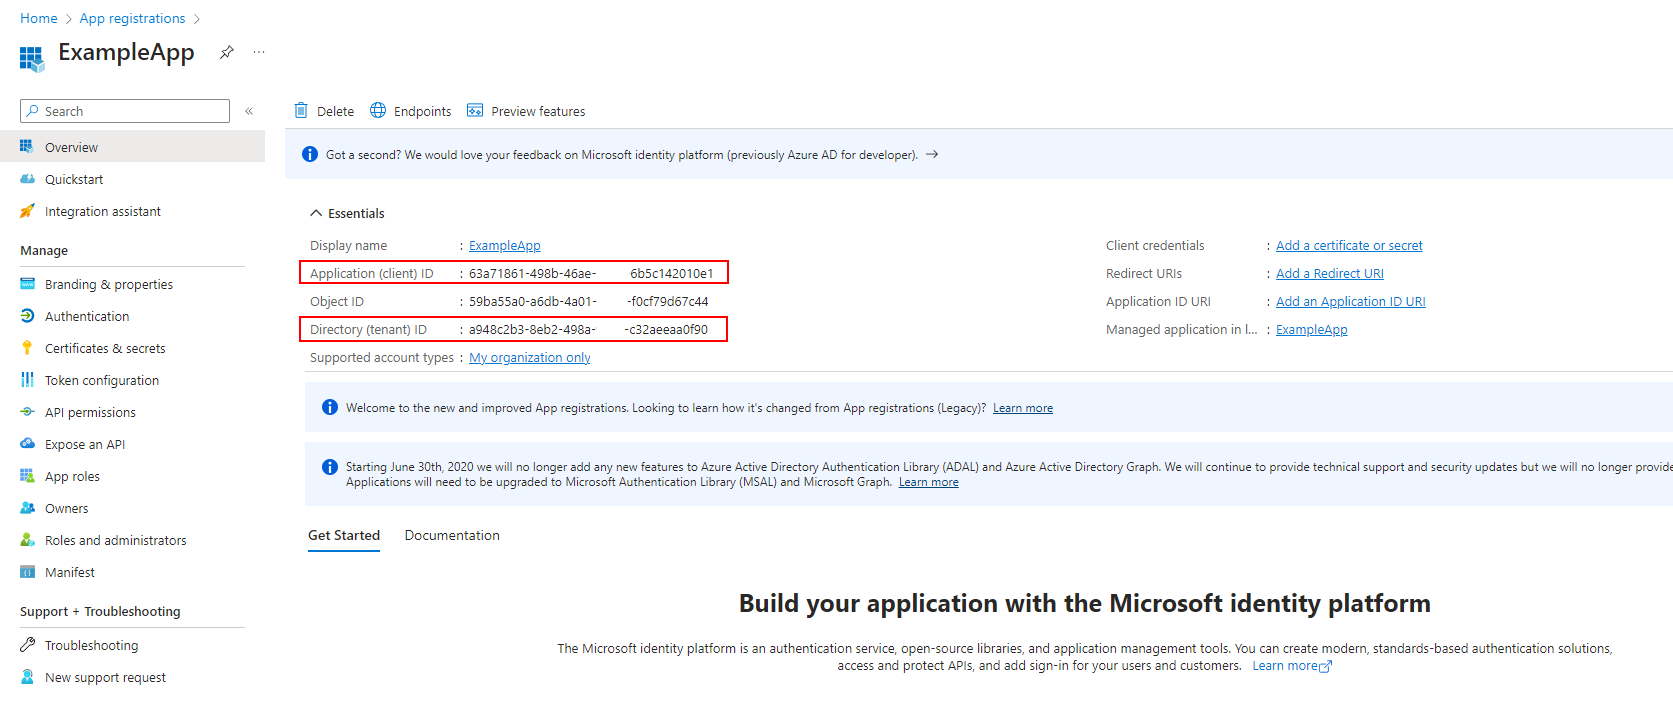 Home > App registrations >
ExampleApp
Search
Delete
Endpoints
Preview features
Overview
Quickstart
Integration assistant
Manage
Branding & properties
Authentication
Certificates & secrets
Token configuration
API permissions
Expose an API
App roles
Owners
Roles and administrators
Manifest
Support + Troubleshooting
Troubleshooting
New support request
Got a second? We would love your feedback on Microsoft identity platform (previously Azure AD for developer). →
Essentials
Display name : ExampleApp
Application (client) ID : 63a71861-498b-46ae- 6b5c142010e1
Object ID : 59ba55a0-a6db-4a01- -f0cf79d67c44
Directory (tenant) ID : a948c2b3-8eb2-498a- -c32aeeaa0f90
Supported account types : My organization only
Client credentials : Add a certificate or secret
Redirect URIs : Add a Redirect URI
Application ID URI : Add an Application ID URI
Managed application in l... : ExampleApp
Welcome to the new and improved App registrations. Looking to learn how it's changed from App registrations (Legacy)? Learn more
Starting June 30th, 2020 we will no longer add any new features to Azure Active Directory Authentication Library (ADAL) and Azure Active Directory Graph. We will continue to provide technical support and security updates but we will no longer provide
Applications will need to be upgraded to Microsoft Authentication Library (MSAL) and Microsoft Graph. Learn more
Get Started
Documentation
Build your application with the Microsoft identity platform
The Microsoft identity platform is an authentication service, open-source libraries, and application management tools. You can create modern, standards-based authentication solutions,
access and protect APIs, and add sign-in for your users and customers. Learn more